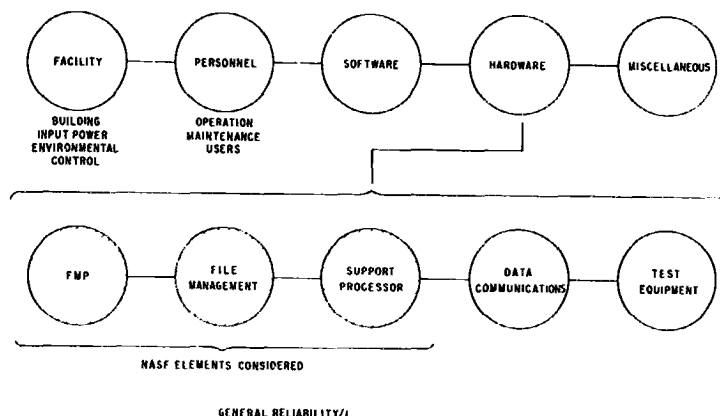 FACILITY
PERSONNEL
SOFTWARE
HARDWARE
MISCELLANEOUS
BUILDING
INPUT POWER
ENVIRONMENTAL
CONTROL
OPERATION
MAINTENANCE
USERS
FMP
FILE
MANAGEMENT
SUPPORT
PROCESSOR
DATA
COMMUNICATIONS
TEST
EQUIPMENT
NASF ELEMENTS CONSIDERED
GENERAL